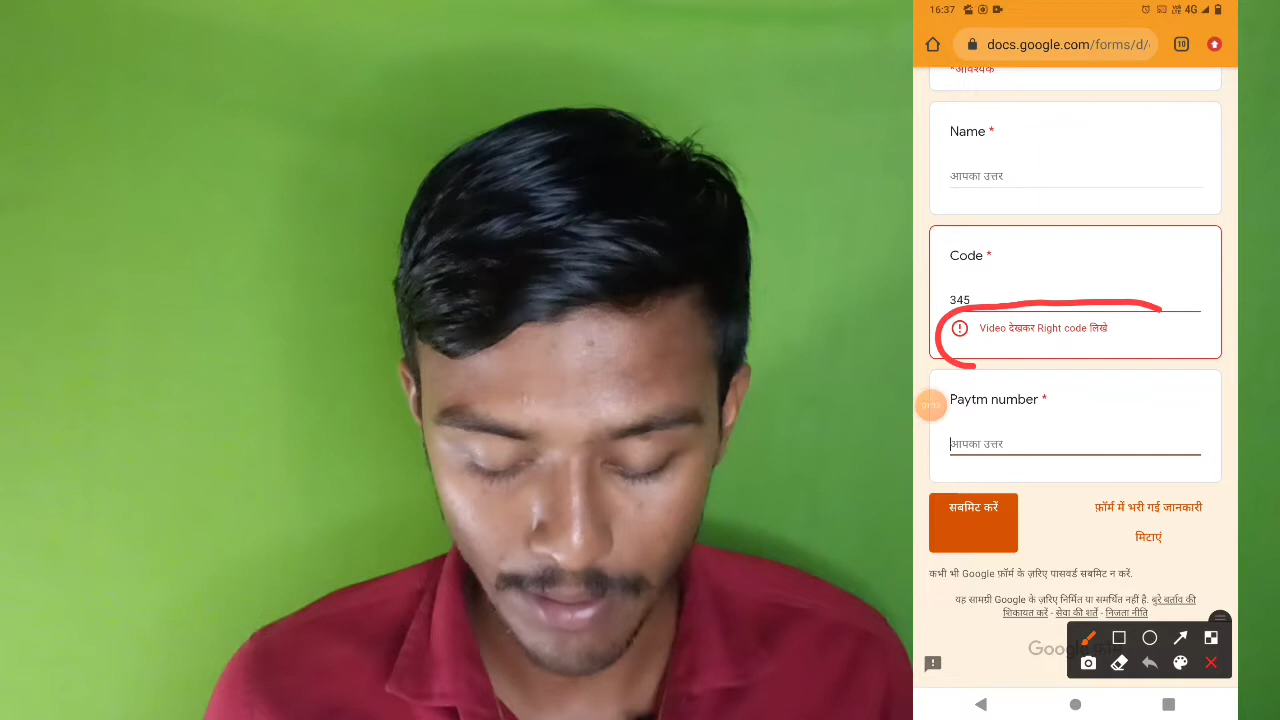 16:37
4G
docs.google.com/forms/d/
10
*आवश्यक
Name *
आपका उत्तर
Code *
345
Video देखकर Right code लिखे
Paytm number *
आपका उत्तर
सबमिट करें
फ़ॉर्म में भरी गई जानकारी
मिटाएं
कभी भी Google फ़ॉर्म के ज़रिए पासवर्ड सबमिट न करें.
यह सामग्री Google के ज़रिए निर्मित या समर्थित नहीं है. बुरे बर्ताव की
शिकायत करें - सेवा की शर्तें - निजता नीति
Google फ़ॉर्म